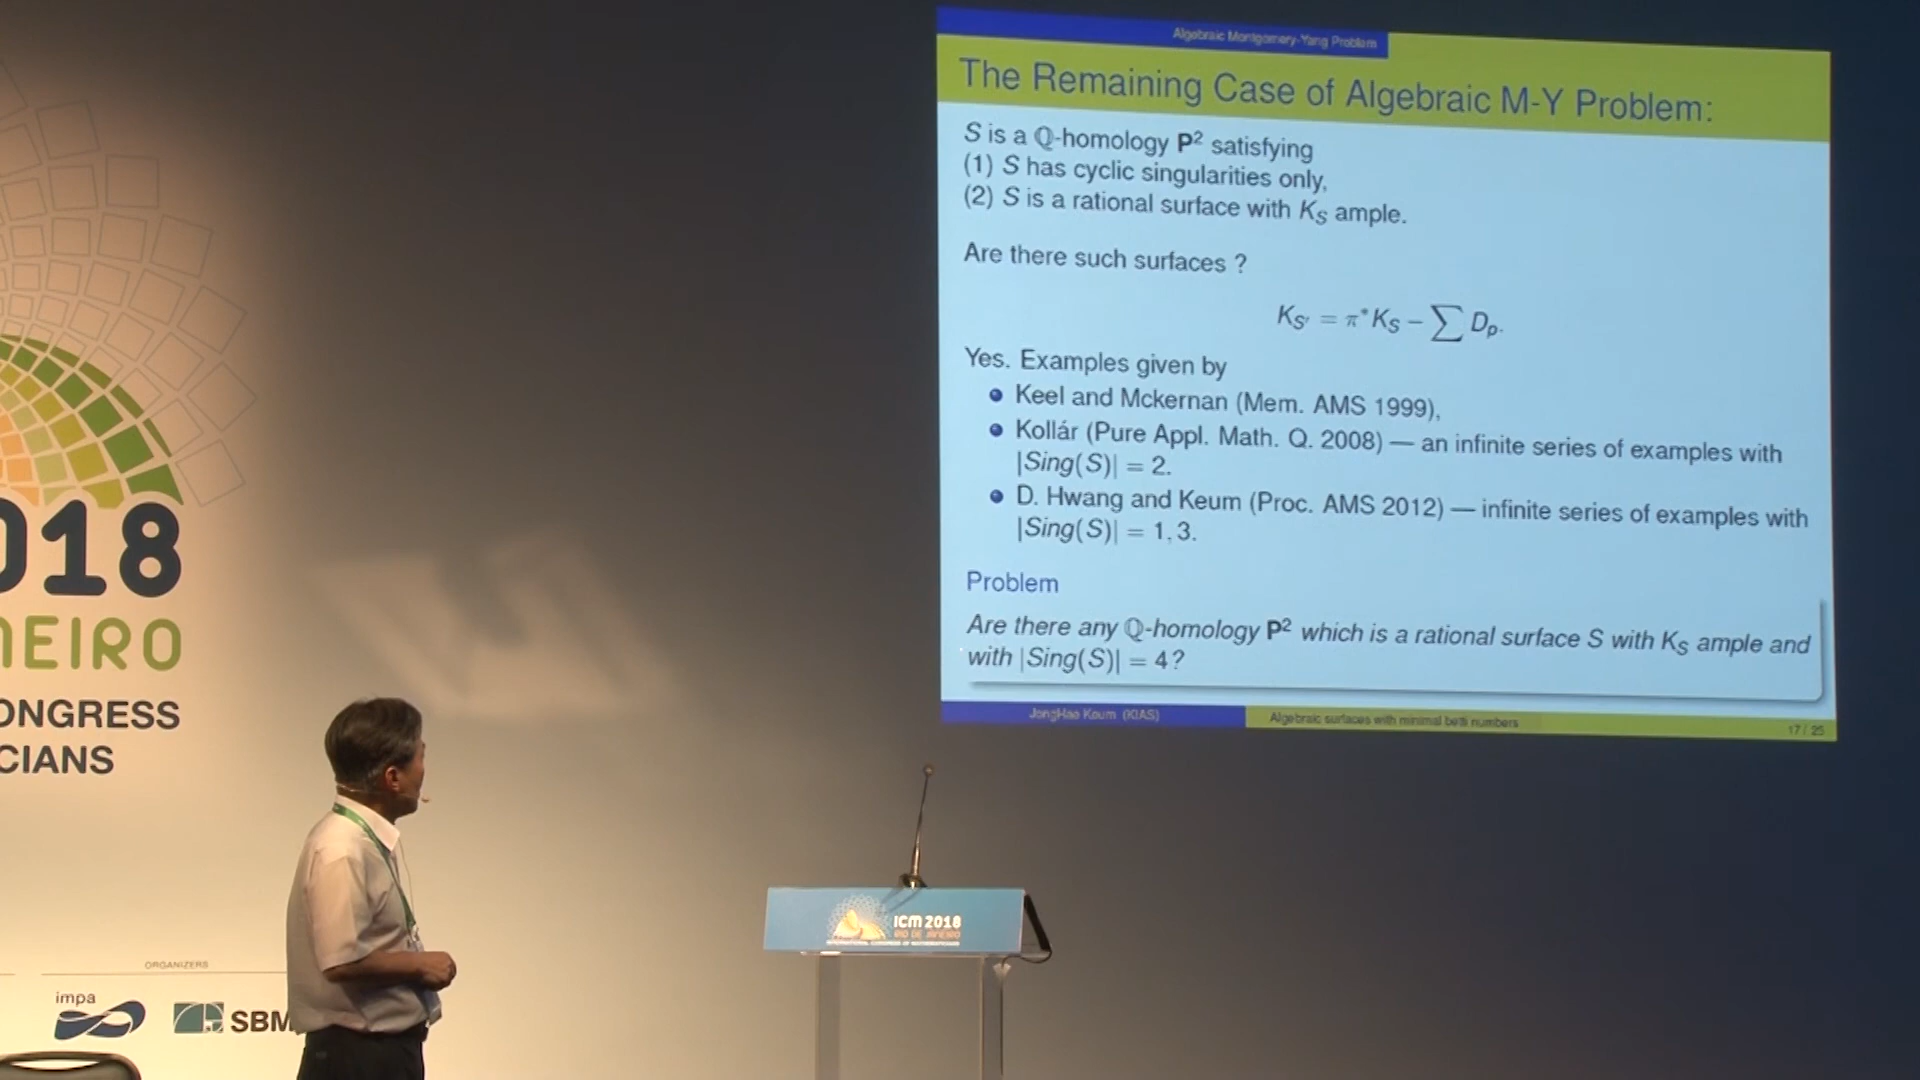 Algebraic Montgomery-Yang Problem
The Remaining Case of Algebraic M-Y Problem:
S is a ℚ-homology P² satisfying
(1) S has cyclic singularities only,
(2) S is a rational surface with K_S ample.
Are there such surfaces ?
K_S' = π*K_S − ∑ D_p.
Yes. Examples given by
Keel and Mckernan (Mem. AMS 1999),
Kollár (Pure Appl. Math. Q. 2008) — an infinite series of examples with
|Sing(S)| = 2.
D. Hwang and Keum (Proc. AMS 2012) — infinite series of examples with
|Sing(S)| = 1, 3.
Problem
Are there any ℚ-homology P² which is a rational surface S with K_S ample and
with |Sing(S)| = 4?
JongHae Keum (KIAS)
Algebraic surfaces with minimal betti numbers
17 / 25
018
NEIRO
ONGRESS
CIANS
ORGANIZERS
impa
SBM
ICM 2018
RIO DE JANEIRO
INTERNATIONAL CONGRESS OF MATHEMATICIANS